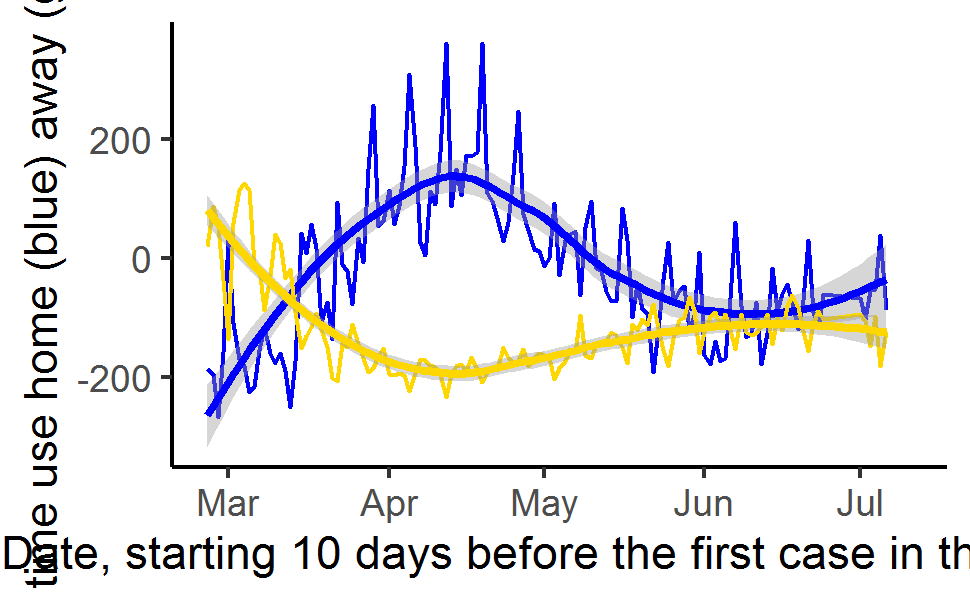 time use home (blue) away (
200
0
-200
Mar Apr May Jun Jul
Date, starting 10 days before the first case in th